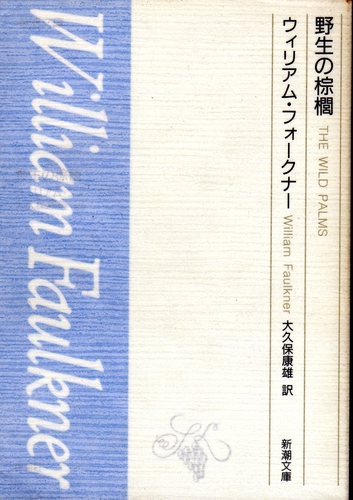 野生の棕櫚 THE WILD PALMS
ウィリアム・フォークナー William Faulkner 大久保康雄 訳
新潮文庫
William Faulkner
SK